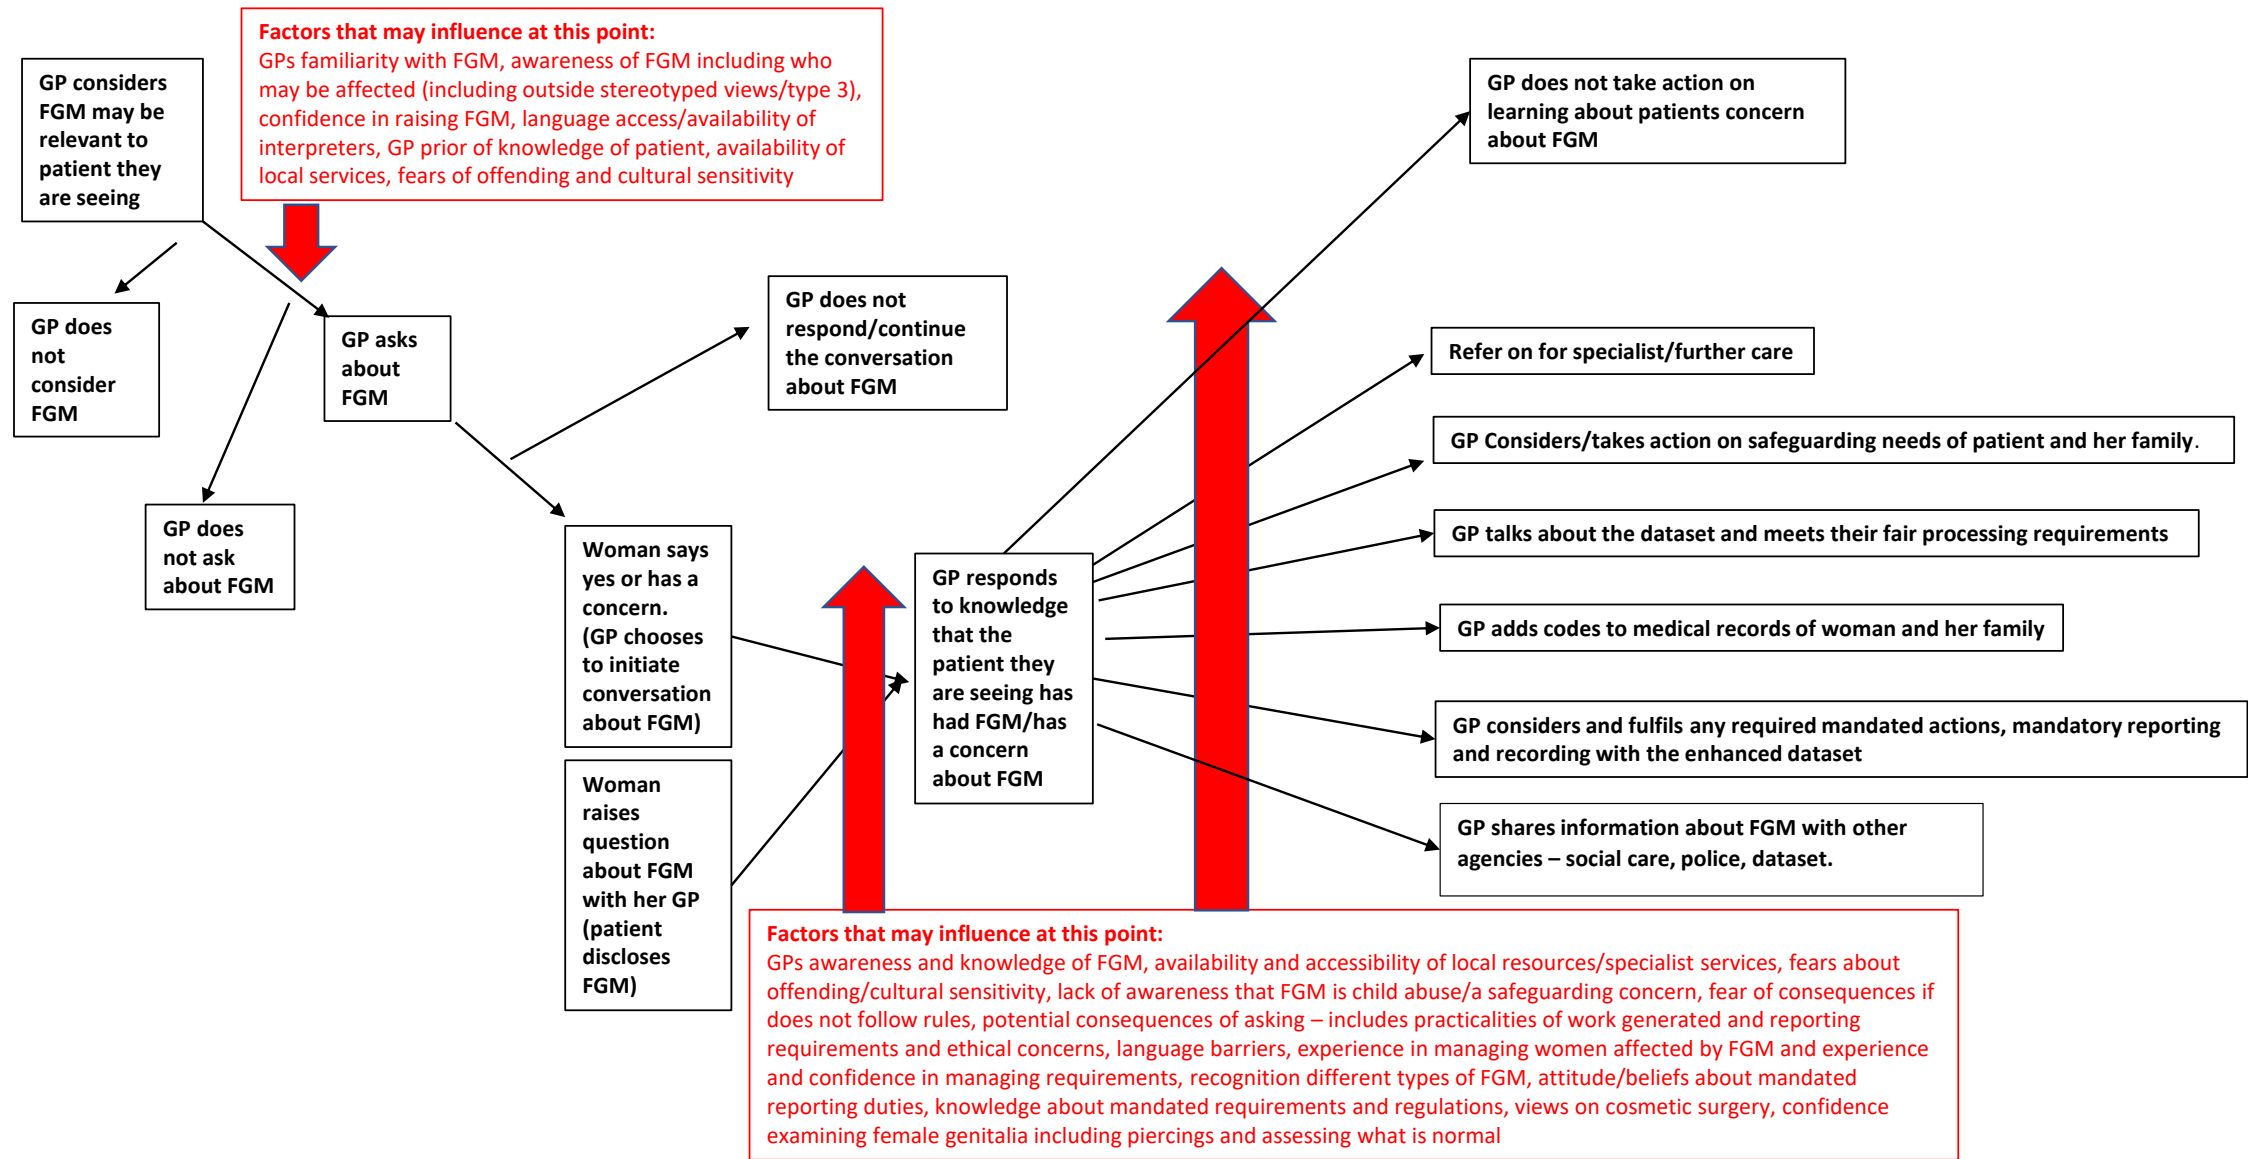 GP considers
FGM may be
relevant to
patient they
are seeing
Factors that may influence at this point:
GPs familiarity with FGM, awareness of FGM including who
may be affected (including outside stereotyped views/type 3),
confidence in raising FGM, language access/availability of
interpreters, GP prior of knowledge of patient, availability of
local services, fears of offending and cultural sensitivity
GP does
not
consider
FGM
GP asks
about
FGM
GP does
not ask
about FGM
GP does not
respond/continue
the conversation
about FGM
Woman says
yes or has a
concern.
(GP chooses
to initiate
conversation
about FGM)
Woman
raises
question
about FGM
with her GP
(patient
discloses
FGM)
GP responds
to knowledge
that the
patient they
are seeing has
had FGM/has
a concern
about FGM
GP does not take action on
learning about patients concern
about FGM
Refer on for specialist/further care
GP Considers/takes action on safeguarding needs of patient and her family.
GP talks about the dataset and meets their fair processing requirements
GP adds codes to medical records of woman and her family
GP considers and fulfils any required mandated actions, mandatory reporting
and recording with the enhanced dataset
GP shares information about FGM with other
agencies – social care, police, dataset.
Factors that may influence at this point:
GPs awareness and knowledge of FGM, availability and accessibility of local resources/specialist services, fears about
offending/cultural sensitivity, lack of awareness that FGM is child abuse/a safeguarding concern, fear of consequences if
does not follow rules, potential consequences of asking – includes practicalities of work generated and reporting
requirements and ethical concerns, language barriers, experience in managing women affected by FGM and experience
and confidence in managing requirements, recognition different types of FGM, attitude/beliefs about mandated
reporting duties, knowledge about mandated requirements and regulations, views on cosmetic surgery, confidence
examining female genitalia including piercings and assessing what is normal